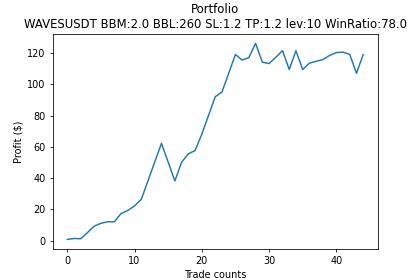 Portfolio
WAVESUSDT BBM:2.0 BBL:260 SL:1.2 TP:1.2 lev:10 WinRatio:78.0
120
100
80
60
40
20
0
Profit ($)
0 10 20 30 40
Trade counts